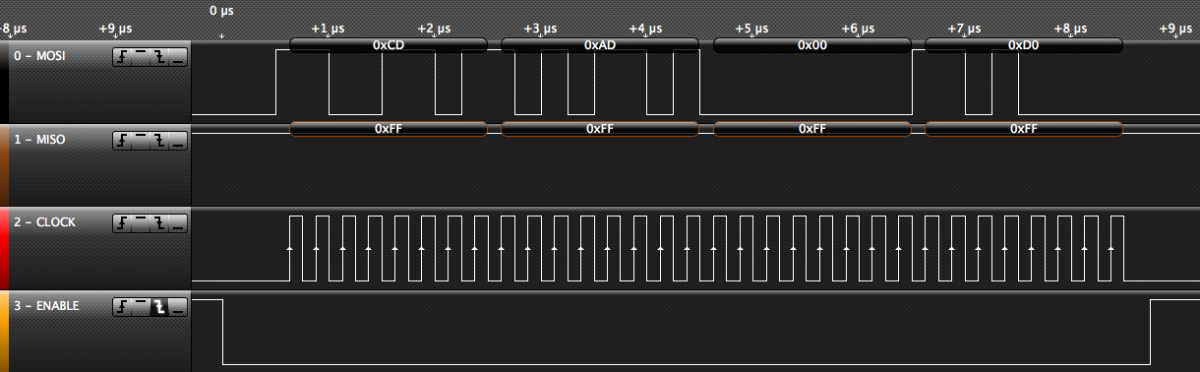 0 µs
+8 µs +9 µs +1 µs +2 µs +3 µs +4 µs +5 µs +6 µs +7 µs +8 µs +9 µs
0 - MOSI 0xCD 0xAD 0x00 0xD0
1 - MISO 0xFF 0xFF 0xFF 0xFF
2 - CLOCK
3 - ENABLE